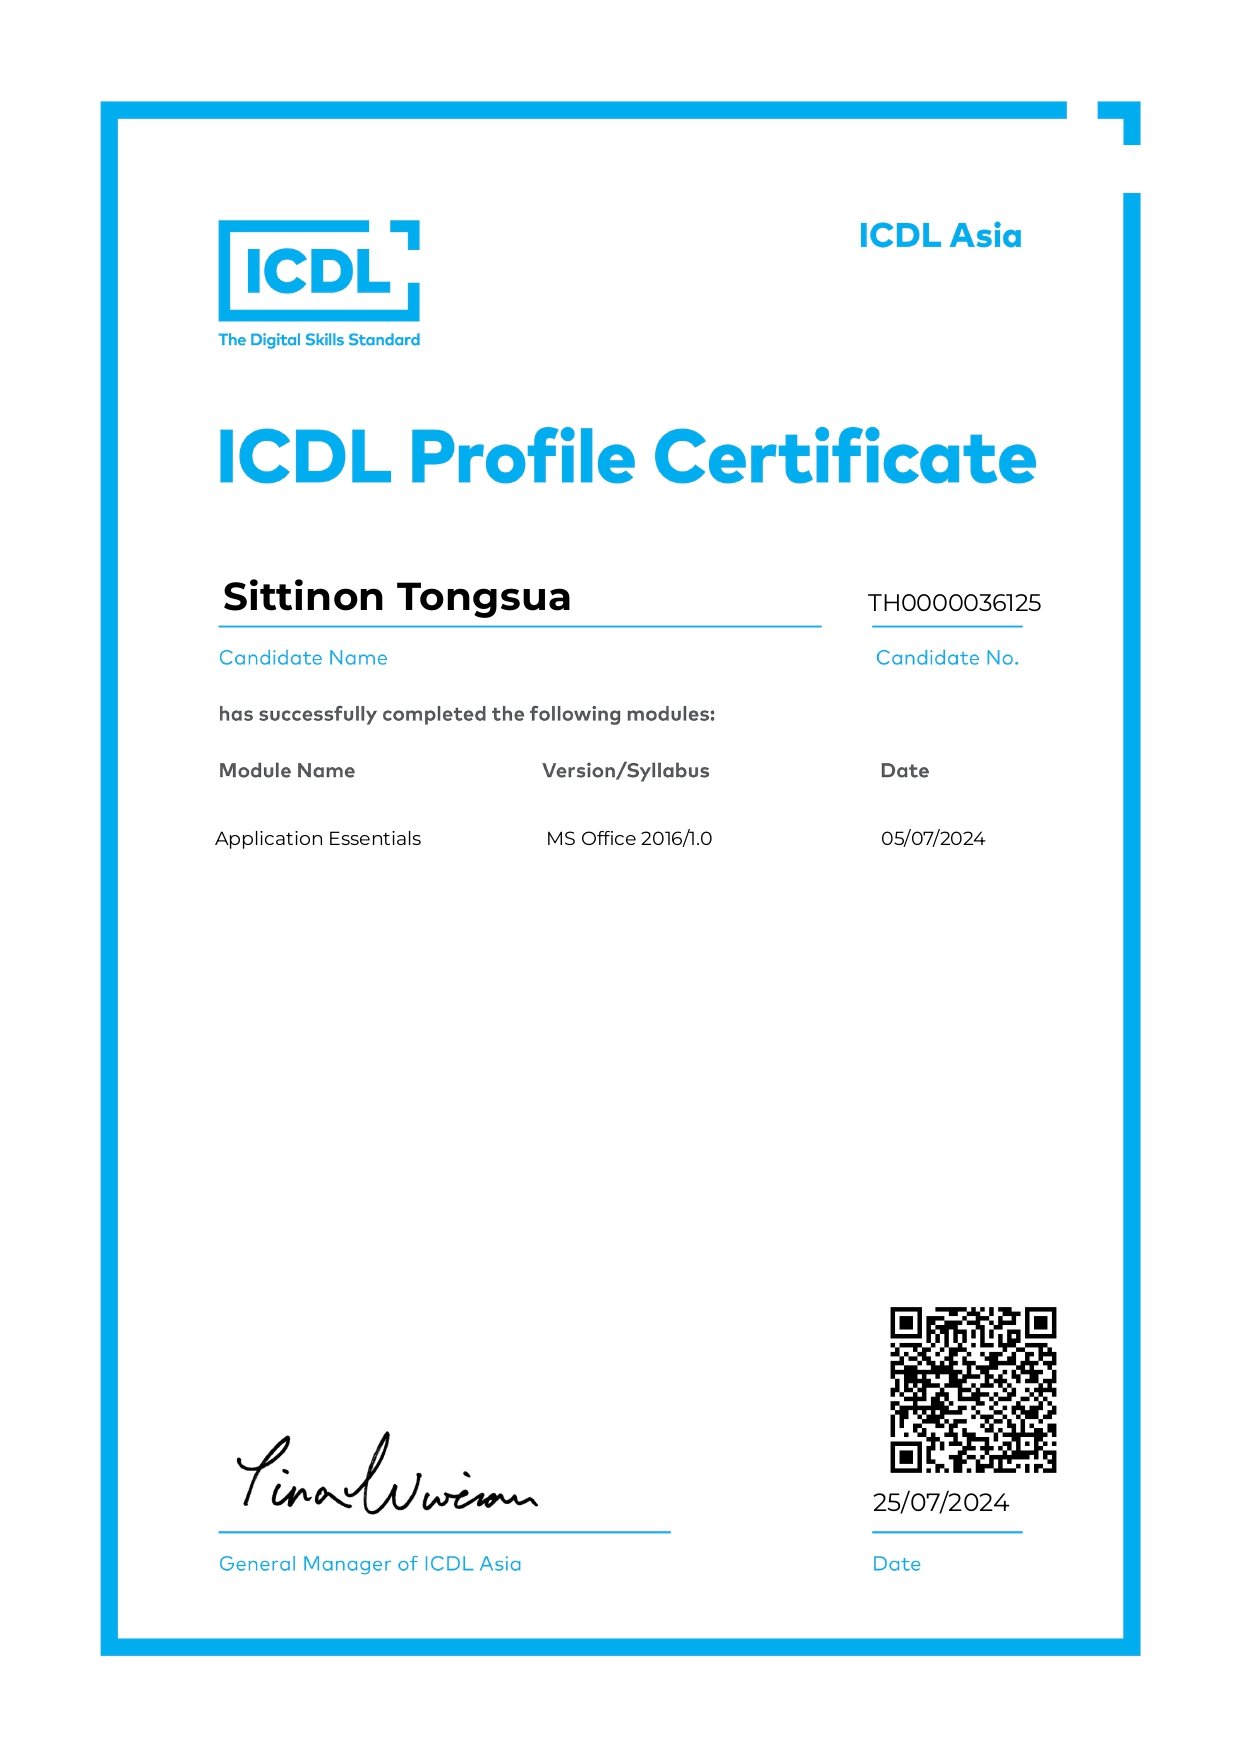 ICDL
The Digital Skills Standard
ICDL Asia
ICDL Profile Certificate
Sittinon Tongsua
TH0000036125
Candidate Name
Candidate No.
has successfully completed the following modules:
Module Name Version/Syllabus Date
Application Essentials MS Office 2016/1.0 05/07/2024
25/07/2024
General Manager of ICDL Asia
Date